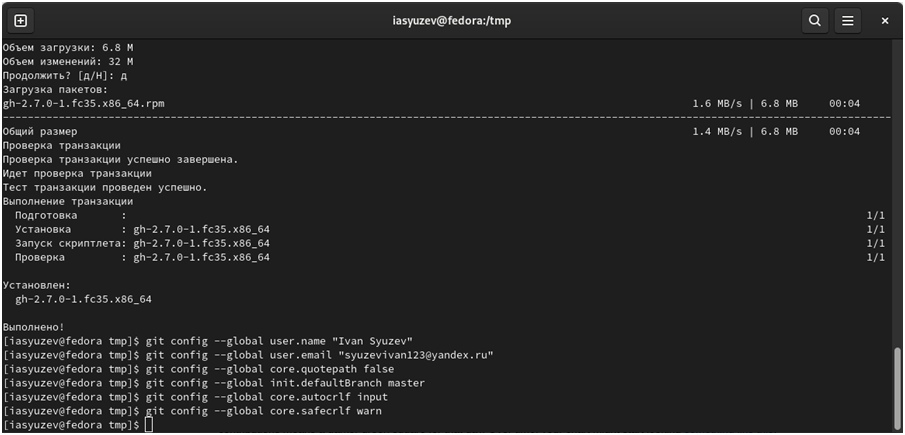 iasyuzev@fedora:/tmp
Объем загрузки: 6.8 M
Объем изменений: 32 M
Продолжить? [д/Н]: д
Загрузка пакетов:
gh-2.7.0-1.fc35.x86_64.rpm 1.6 MB/s | 6.8 MB 00:04
--------------------------------------------------------------------------------
Общий размер 1.4 MB/s | 6.8 MB 00:04
Проверка транзакции
Проверка транзакции успешно завершена.
Идет проверка транзакции
Тест транзакции проведен успешно.
Выполнение транзакции
Подготовка : 1/1
Установка : gh-2.7.0-1.fc35.x86_64 1/1
Запуск скриптлета: gh-2.7.0-1.fc35.x86_64 1/1
Проверка : gh-2.7.0-1.fc35.x86_64 1/1
Установлен:
gh-2.7.0-1.fc35.x86_64
Выполнено!
[iasyuzev@fedora tmp]$ git config --global user.name "Ivan Syuzev"
[iasyuzev@fedora tmp]$ git config --global user.email "syuzevivan123@yandex.ru"
[iasyuzev@fedora tmp]$ git config --global core.quotepath false
[iasyuzev@fedora tmp]$ git config --global init.defaultBranch master
[iasyuzev@fedora tmp]$ git config --global core.autocrlf input
[iasyuzev@fedora tmp]$ git config --global core.safecrlf warn
[iasyuzev@fedora tmp]$